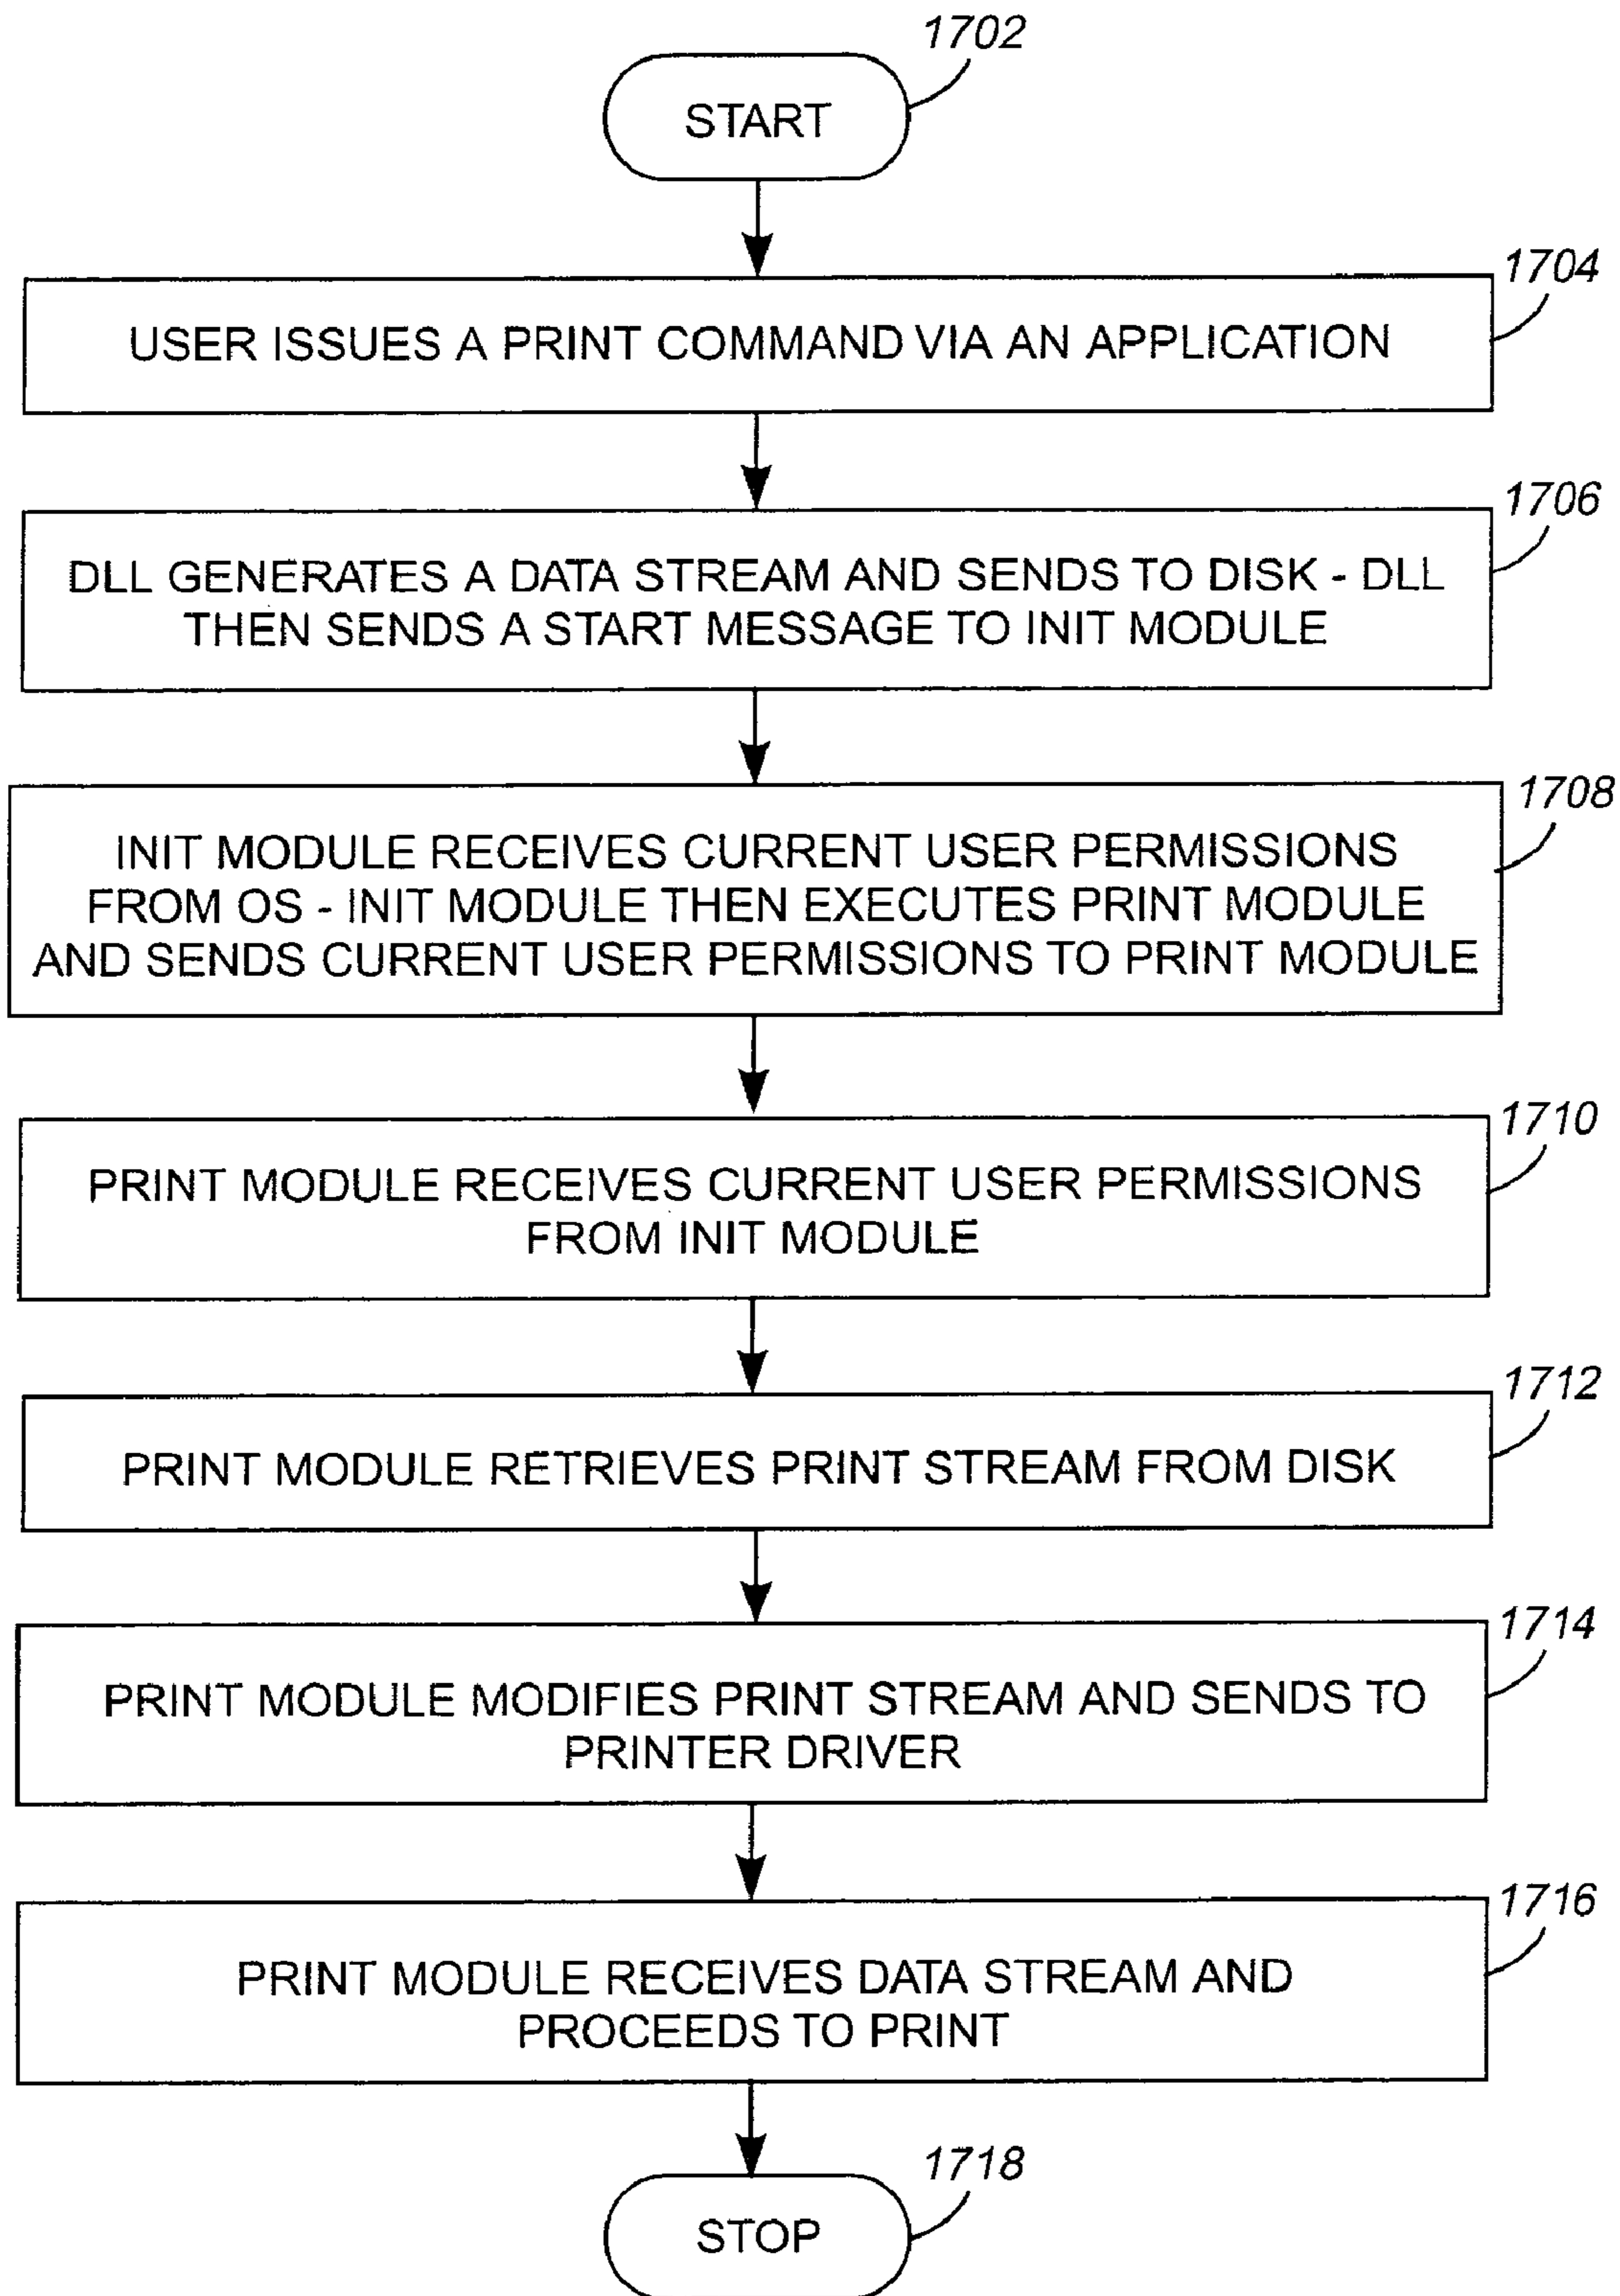 1702
START
1704
USER ISSUES A PRINT COMMAND VIA AN APPLICATION
1706
DLL GENERATES A DATA STREAM AND SENDS TO DISK - DLL
THEN SENDS A START MESSAGE TO INIT MODULE
1708
INIT MODULE RECEIVES CURRENT USER PERMISSIONS
FROM OS - INIT MODULE THEN EXECUTES PRINT MODULE
AND SENDS CURRENT USER PERMISSIONS TO PRINT MODULE
1710
PRINT MODULE RECEIVES CURRENT USER PERMISSIONS
FROM INIT MODULE
1712
PRINT MODULE RETRIEVES PRINT STREAM FROM DISK
1714
PRINT MODULE MODIFIES PRINT STREAM AND SENDS TO
PRINTER DRIVER
1716
PRINT MODULE RECEIVES DATA STREAM AND
PROCEEDS TO PRINT
1718
STOP